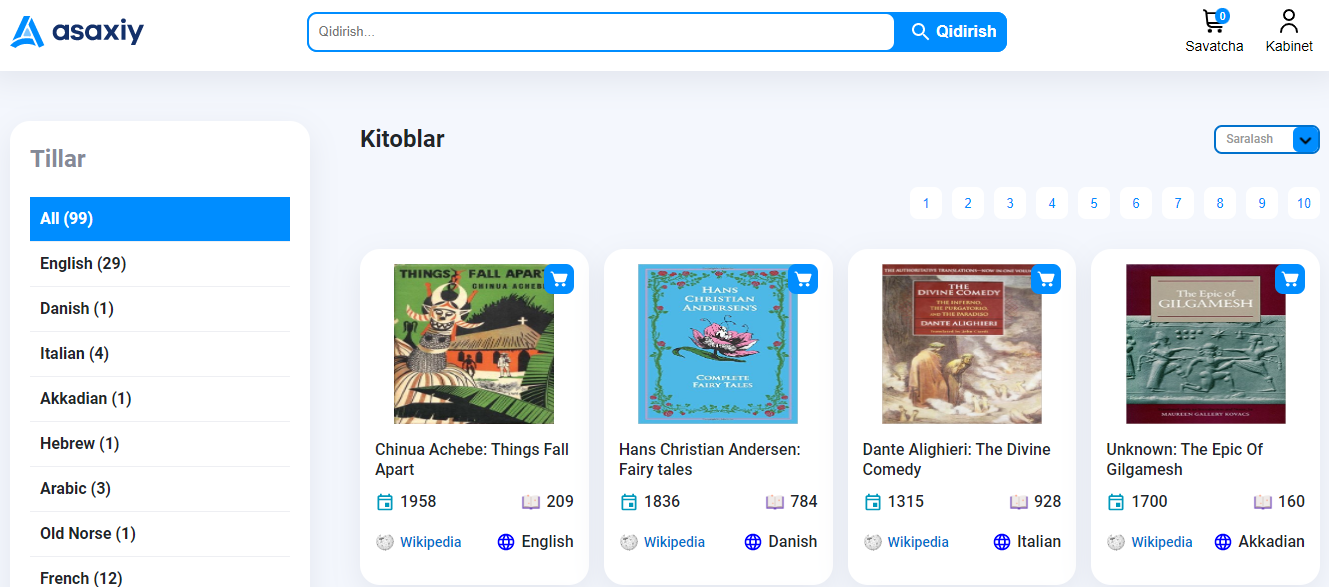 asaxiy
Qidirish...
Qidirish
0
Savatcha
Kabinet
Tillar
All (99)
English (29)
Danish (1)
Italian (4)
Akkadian (1)
Hebrew (1)
Arabic (3)
Old Norse (1)
French (12)
Kitoblar
Saralash
1 2 3 4 5 6 7 8 9 10
THINGS FALL APART
CHINUA ACHEBE
Chinua Achebe: Things Fall
Apart
1958 209
Wikipedia English
HANS
CHRISTIAN
ANDERSEN'S
COMPLETE
FAIRY TALES
Hans Christian Andersen:
Fairy tales
1836 784
Wikipedia Danish
THE AUTHORITATIVE TRANSLATIONS—NOW IN ONE
THE
DIVINE COMEDY
THE INFERNO,
THE PURGATORIO,
and THE PARADISO
DANTE ALIGHIERI
Dante Alighieri: The Divine
Comedy
1315 928
Wikipedia Italian
The Epic of
GILGAMESH
MAUREEN GALLERY KOVACS
Unknown: The Epic Of
Gilgamesh
1700 160
Wikipedia Akkadian